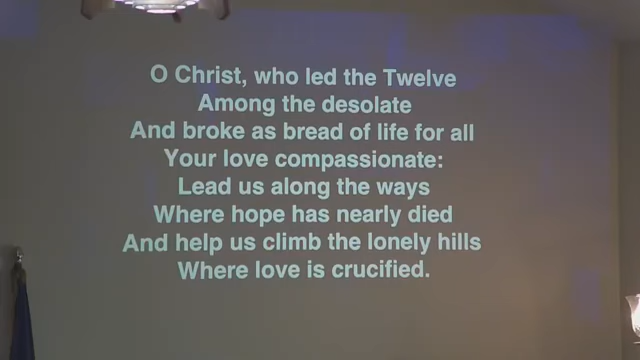 O Christ, who led the Twelve
Among the desolate
And broke as bread of life for all
Your love compassionate:
Lead us along the ways
Where hope has nearly died
And help us climb the lonely hills
Where love is crucified.